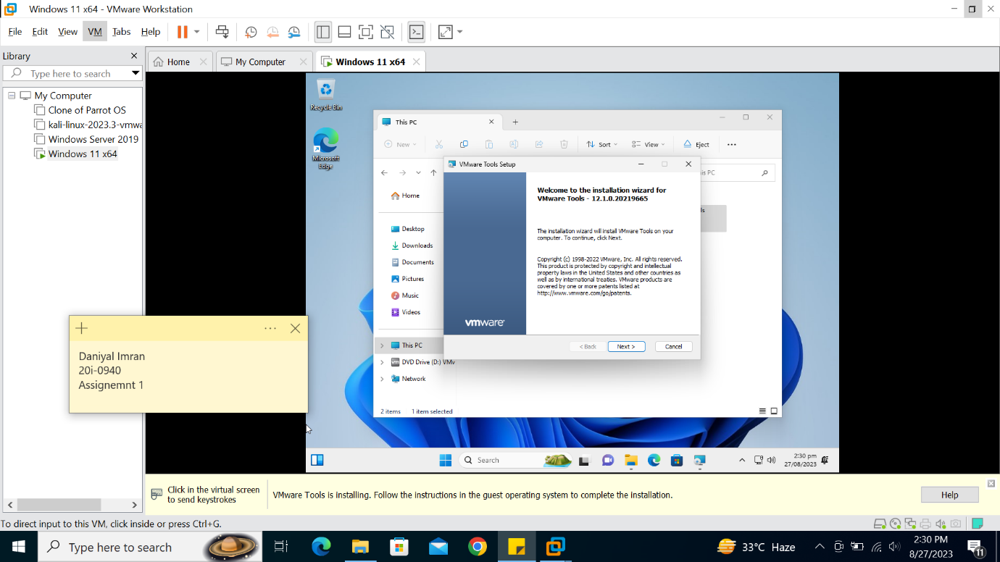 Windows 11 x64 - VMware Workstation
File Edit View VM Tabs Help
Library
Type here to search
My Computer
Clone of Parrot OS
kali-linux-2023.3-vmwa
Windows Server 2019
Windows 11 x64
Home
My Computer
Windows 11 x64
Recycle Bin
Microsoft
Edge
This PC
New
Sort
View
Eject
is PC
Home
Desktop
Downloads
Documents
Pictures
Music
Videos
This PC
DVD Drive (D:) VMv
Network
2 items 1 item selected
ls
VMware Tools Setup
Welcome to the installation wizard for
VMware Tools - 12.1.0.20219665
The installation wizard will install VMware Tools on your
computer. To continue, click Next.
Copyright (c) 1998-2022 VMware, Inc. All rights reserved.
This product is protected by copyright and intellectual
property laws in the United States and other countries as
well as by international treaties. VMware products are
covered by one or more patents listed at
http://www.vmware.com/go/patents.
vmware
< Back Next > Cancel
Daniyal Imran
20i-0940
Assignemnt 1
Search
2:30 pm
27/08/2023
Click in the virtual screen
to send keystrokes
VMware Tools is installing. Follow the instructions in the guest operating system to complete the installation.
Help
To direct input to this VM, click inside or press Ctrl+G.
Type here to search
33°C Haze
2:30 PM
8/27/2023
11